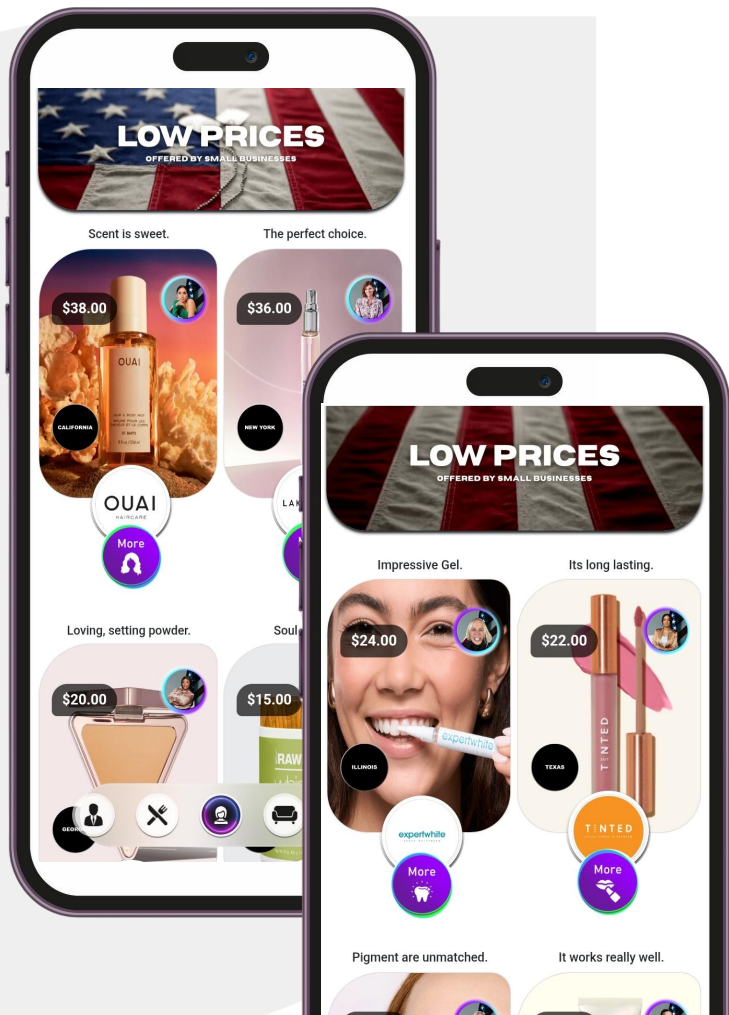 LOW PRICES
OFFERED BY SMALL BUSINESSES
Scent is sweet.
The perfect choice.
$38.00
$36.00
OUAI
CALIFORNIA
NEW YORK
OUAI
HAIRCARE
LAK
More
Loving, setting powder.
Soul
$20.00
$15.00
RAW
GEOR
LOW PRICES
OFFERED BY SMALL BUSINESSES
Impressive Gel.
Its long lasting.
$24.00
$22.00
expertwhite
TINTED
ILLINOIS
TEXAS
expertwhite
TINTED
More
More
Pigment are unmatched.
It works really well.